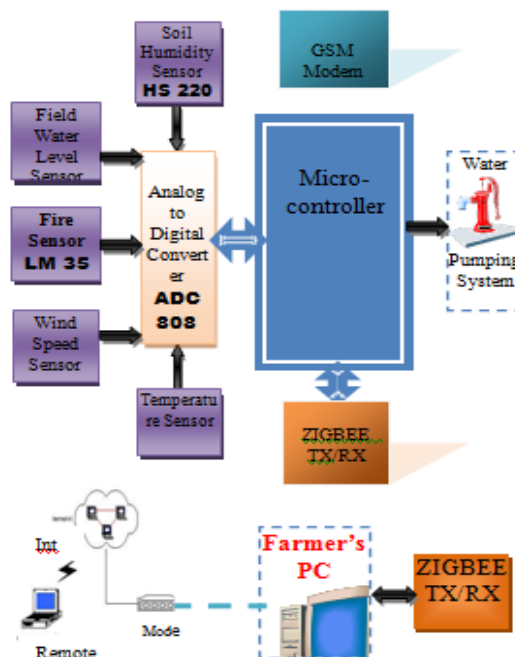 Soil
Humidity
Sensor
HS 220
GSM
Modem
Field
Water
Level
Sensor
Fire
Sensor
LM 35
Wind
Speed
Sensor
Temperatu
re Sensor
Analog
to
Digital
Convert
er
ADC
808
Micro-
controller
Water
Pumping
System
ZIGBEE
TX/RX
Int
Remote
Mode
Farmer's
PC
ZIGBEE
TX/RX